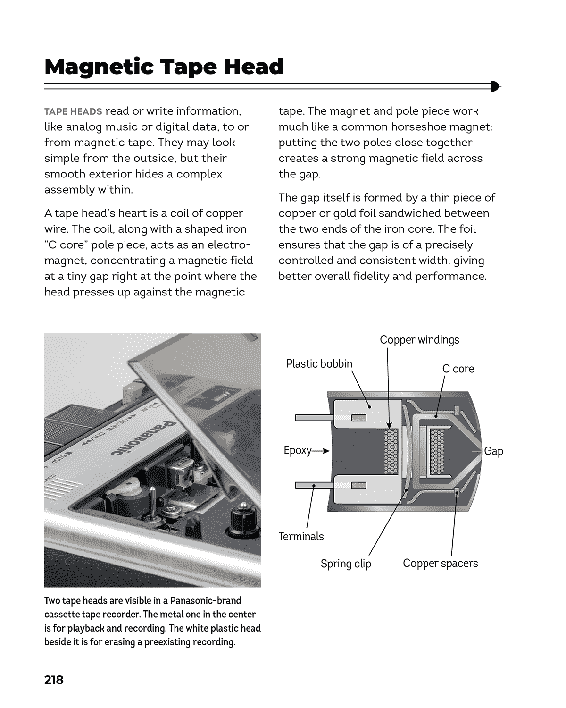 Magnetic Tape Head
TAPE HEADS read or write information,
like analog music or digital data, to or
from magnetic tape. They may look
simple from the outside, but their
smooth exterior hides a complex
assembly within.
A tape head's heart is a coil of copper
wire. The coil, along with a shaped iron
"C core" pole piece, acts as an electro-
magnet, concentrating a magnetic field
at a tiny gap right at the point where the
head presses up against the magnetic
tape. The magnet and pole piece work
much like a common horseshoe magnet:
putting the two poles close together
creates a strong magnetic field across
the gap.
The gap itself is formed by a thin piece of
copper or gold foil sandwiched between
the two ends of the iron core. The foil
ensures that the gap is of a precisely
controlled and consistent width, giving
better overall fidelity and performance.
Panasonic
Copper windings
Plastic bobbin
C core
Epoxy
Gap
Terminals
Spring clip
Copper spacers
Two tape heads are visible in a Panasonic-brand
cassette tape recorder. The metal one in the center
is for playback and recording. The white plastic head
beside it is for erasing a preexisting recording.
218